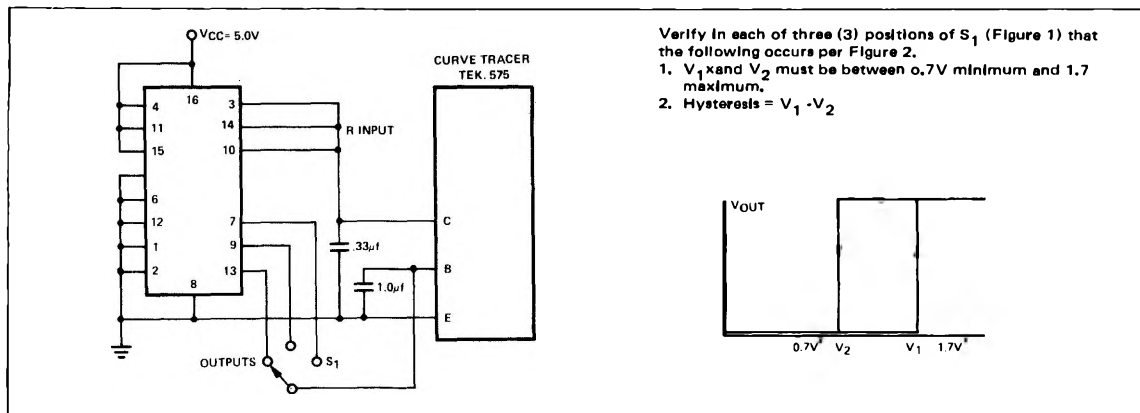 VCC= 5.0V
CURVE TRACER
TEK. 575
16
4
3
11
14
R INPUT
15
10
6
12
7
C
1
9
.33µf
2
13
B
8
1.0µf
E
OUTPUTS
S1
Verify in each of three (3) positions of S1 (Figure 1) that
the following occurs per Figure 2.
1. V1xand V2 must be between o.7V minimum and 1.7
maximum.
2. Hysteresis = V1 -V2
VOUT
0.7V
V2
V1
1.7V